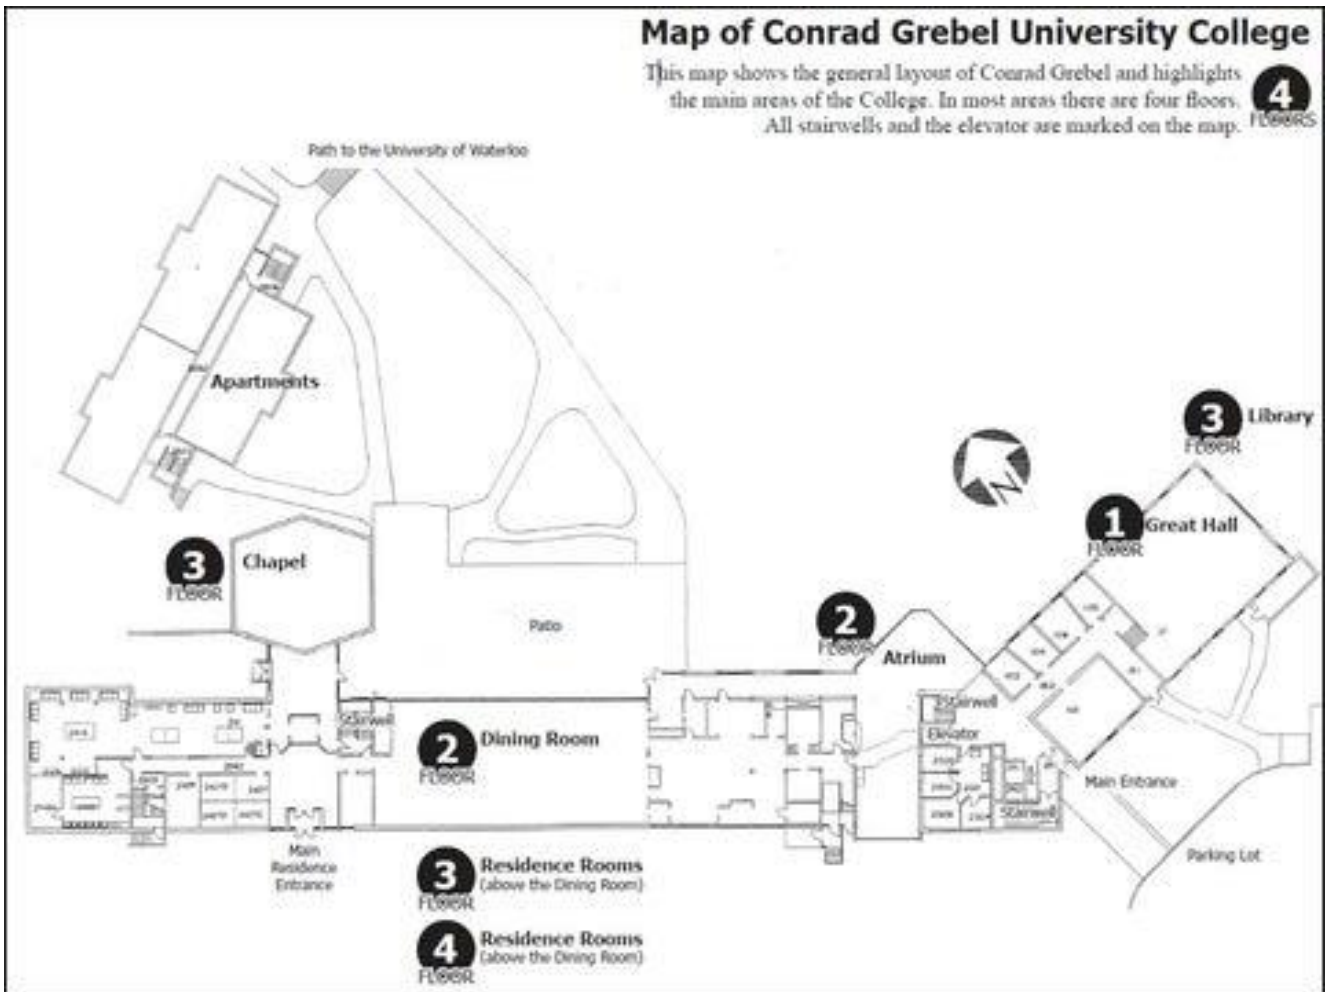 Map of Conrad Grebel University College
This map shows the general layout of Conrad Grebel and highlights
the main areas of the College. In most areas there are four floors.
All stairwells and the elevator are marked on the map.
4
FLOORS
Path to the University of Waterloo
Apartments
3
FLOOR
Library
N
1
FLOOR
Great Hall
3
FLOOR
Chapel
2
FLOOR
Atrium
Patio
Stairwell
Elevator
Stairwell
2
FLOOR
Dining Room
Main Entrance
Stairwell
Main
Residence
Entrance
Parking Lot
3
FLOOR
Residence Rooms
(above the Dining Room)
4
FLOOR
Residence Rooms
(above the Dining Room)